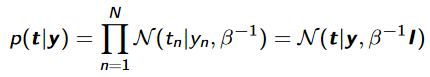 p(t|y) = ∏_{n=1}^{N} 𝒩(t_n|y_n, β^{-1}) = 𝒩(t|y, β^{-1}I)